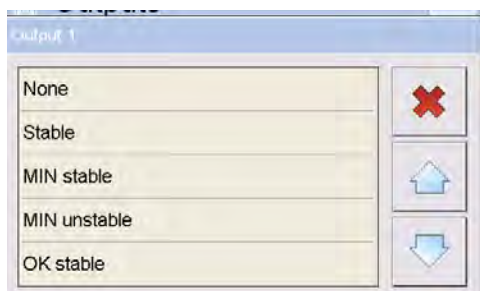 Output 1
None
Stable
MIN stable
MIN unstable
OK stable